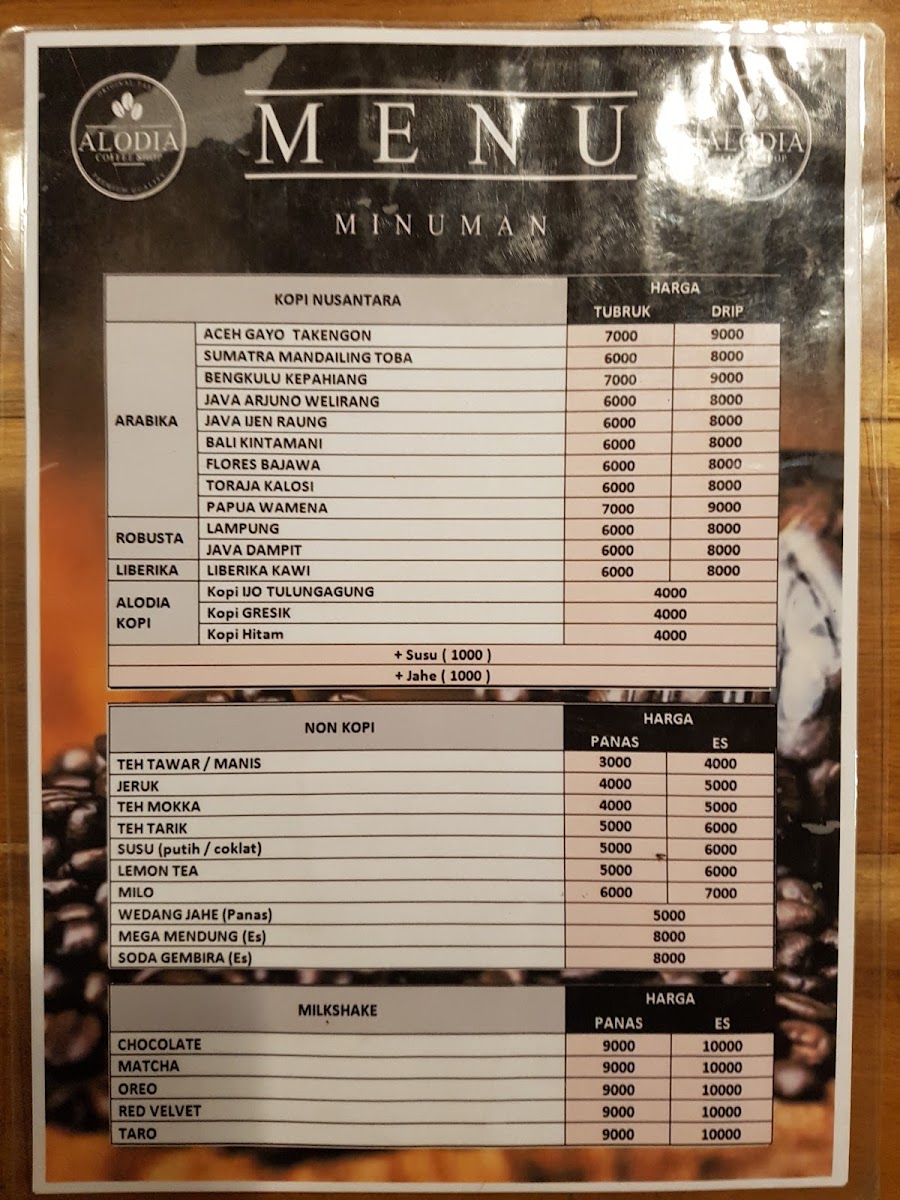 ORIGINAL
ALODIA
COFFEE SHOP
PREMIUM QUALITY
MENU
ALODIA
MINUMAN
KOPI NUSANTARA HARGA
TUBRUK DRIP
ARABIKA
ACEH GAYO TAKENGON 7000 9000
SUMATRA MANDAILING TOBA 6000 8000
BENGKULU KEPAHIANG 7000 9000
JAVA ARJUNO WELIRANG 6000 8000
JAVA IJEN RAUNG 6000 8000
BALI KINTAMANI 6000 8000
FLORES BAJAWA 6000 8000
TORAJA KALOSI 6000 8000
PAPUA WAMENA 7000 9000
ROBUSTA
LAMPUNG 6000 8000
JAVA DAMPIT 6000 8000
LIBERIKA LIBERIKA KAWI 6000 8000
ALODIA
KOPI
Kopi IJO TULUNGAGUNG 4000
Kopi GRESIK 4000
Kopi Hitam 4000
+ Susu ( 1000 )
+ Jahe ( 1000 )
NON KOPI HARGA
PANAS ES
TEH TAWAR / MANIS 3000 4000
JERUK 4000 5000
TEH MOKKA 4000 5000
TEH TARIK 5000 6000
SUSU (putih / coklat) 5000 6000
LEMON TEA 5000 6000
MILO 6000 7000
WEDANG JAHE (Panas) 5000
MEGA MENDUNG (Es) 8000
SODA GEMBIRA (Es) 8000
MILKSHAKE HARGA
PANAS ES
CHOCOLATE 9000 10000
MATCHA 9000 10000
OREO 9000 10000
RED VELVET 9000 10000
TARO 9000 10000